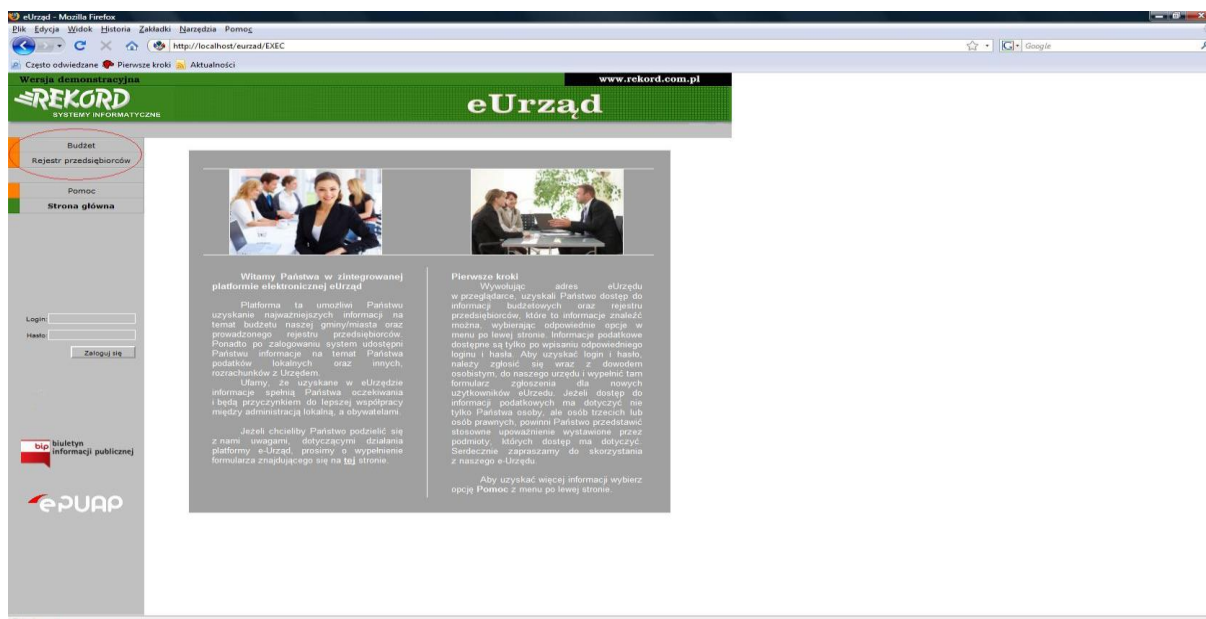 eUrząd - Mozilla Firefox
Plik Edycja Widok Historia Zakładki Narzędzia Pomoc
http://localhost/eurzad/EXEC
Google
Często odwiedzane Pierwsze kroki Aktualności
Wersja demonstracyjna
www.rekord.com.pl
REKORD
SYSTEMY INFORMATYCZNE
eUrząd
Budżet
Rejestr przedsiębiorców
Pomoc
Strona główna
Login:
Hasło:
Zaloguj się
bip biuletyn
informacji publicznej
ePUAP
Witamy Państwa w zintegrowanej
platformie elektronicznej eUrząd
Platforma ta umożliwi Państwu
uzyskanie najważniejszych informacji na
temat budżetu naszej gminy/miasta oraz
prowadzonego rejestru przedsiębiorców.
Ponadto po zalogowaniu system udostępni
Państwu informacje na temat Państwa
podatków lokalnych oraz innych,
rozrachunków z Urzędem.
Ufamy, że uzyskane w eUrzędzie
informacje spełnią Państwa oczekiwania
i będą przyczynkiem do lepszej współpracy
między administracją lokalną, a obywatelami.
Jeżeli chcieliby Państwo podzielić się
z nami uwagami, dotyczącymi działania
platformy e-Urząd, prosimy o wypełnienie
formularza znajdującego się na tej stronie.
Pierwsze kroki
Wywołując adres eUrzędu
w przeglądarce, uzyskali Państwo dostęp do
informacji budżetowych oraz rejestru
przedsiębiorców, które to informacje znaleźć
można, wybierając odpowiednie opcje w
menu po lewej stronie. Informacje podatkowe
dostępne są tylko po wpisaniu odpowiedniego
loginu i hasła. Aby uzyskać login i hasło,
należy zgłosić się wraz z dowodem
osobistym, do naszego urzędu i wypełnić tam
formularz zgłoszenia dla nowych
użytkowników eUrzedu. Jeżeli dostęp do
informacji podatkowych ma dotyczyć nie
tylko Państwa osoby, ale osób trzecich lub
osób prawnych, powinni Państwo przedstawić
stosowne upoważnienie wystawione przez
podmioty, których dostęp ma dotyczyć.
Serdecznie zapraszamy do skorzystania
z naszego e-Urzędu.
Aby uzyskać więcej informacji wybierz
opcję Pomoc z menu po lewej stronie.